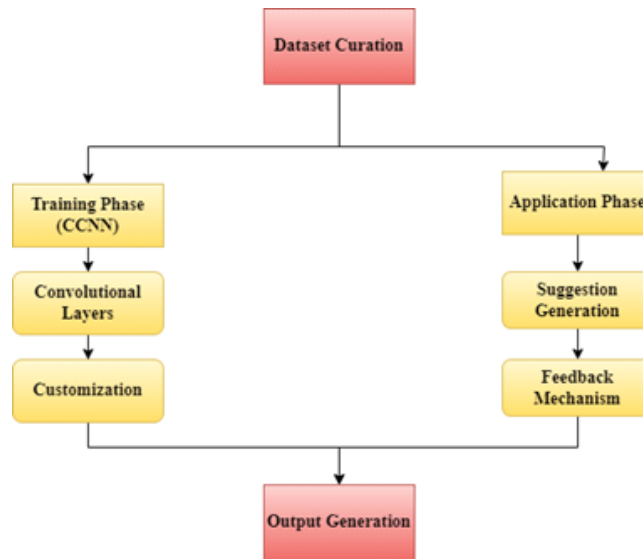 Dataset Curation
Training Phase
(CCNN)
Application Phase
Convolutional
Layers
Suggestion
Generation
Customization
Feedback
Mechanism
Output Generation